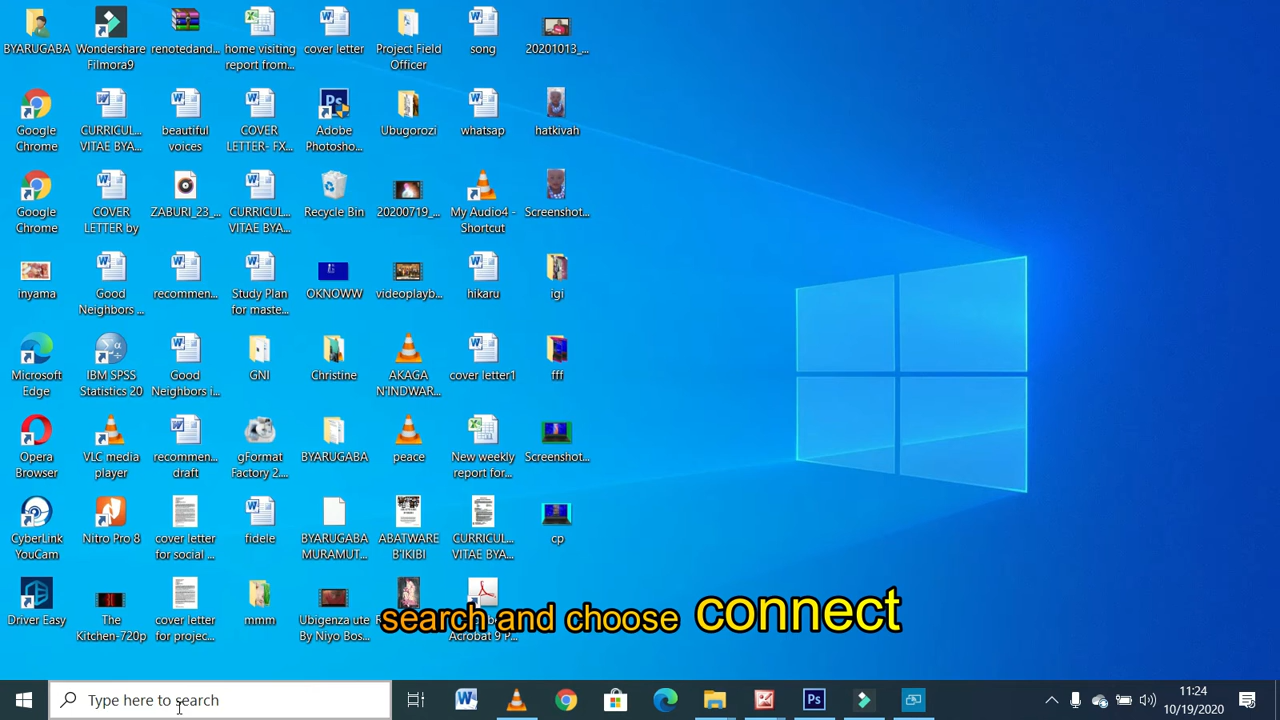 BYARUGABA
Wondershare
Filmora9
renotedand...
home visiting
report from...
cover letter
Project Field
Officer
song
20201013_...
Google
Chrome
CURRICUL...
VITAE BYA...
beautiful
voices
COVER
LETTER- FX...
Adobe
Photosho...
Ubugorozi
whatsap
hatkivah
Google
Chrome
COVER
LETTER by
ZABURI_23_...
CURRICUL...
VITAE BYA...
Recycle Bin
20200719_...
My Audio4 -
Shortcut
Screenshot...
inyama
Good
Neighbors ...
recommen...
Study Plan
for maste...
OKNOWW
videoplayb...
hikaru
igi
Microsoft
Edge
IBM SPSS
Statistics 20
Good
Neighbors i...
GNI
Christine
AKAGA
N'INDWAR...
cover letter1
fff
Opera
Browser
VLC media
player
recommen...
draft
gFormat
Factory 2....
BYARUGABA
peace
New weekly
report for...
Screenshot...
CyberLink
YouCam
Nitro Pro 8
cover letter
for social ...
fidele
BYARUGABA
MURAMUT...
ABATWARE
B'IKIBI
CURRICUL...
VITAE BYA...
cp
Driver Easy
The
Kitchen-720p
cover letter
for projec...
mmm
Ubigenza ute
By Niyo Bos...
Acrobat 9 P...
search and choose connect
Type here to search
11:24
10/19/2020